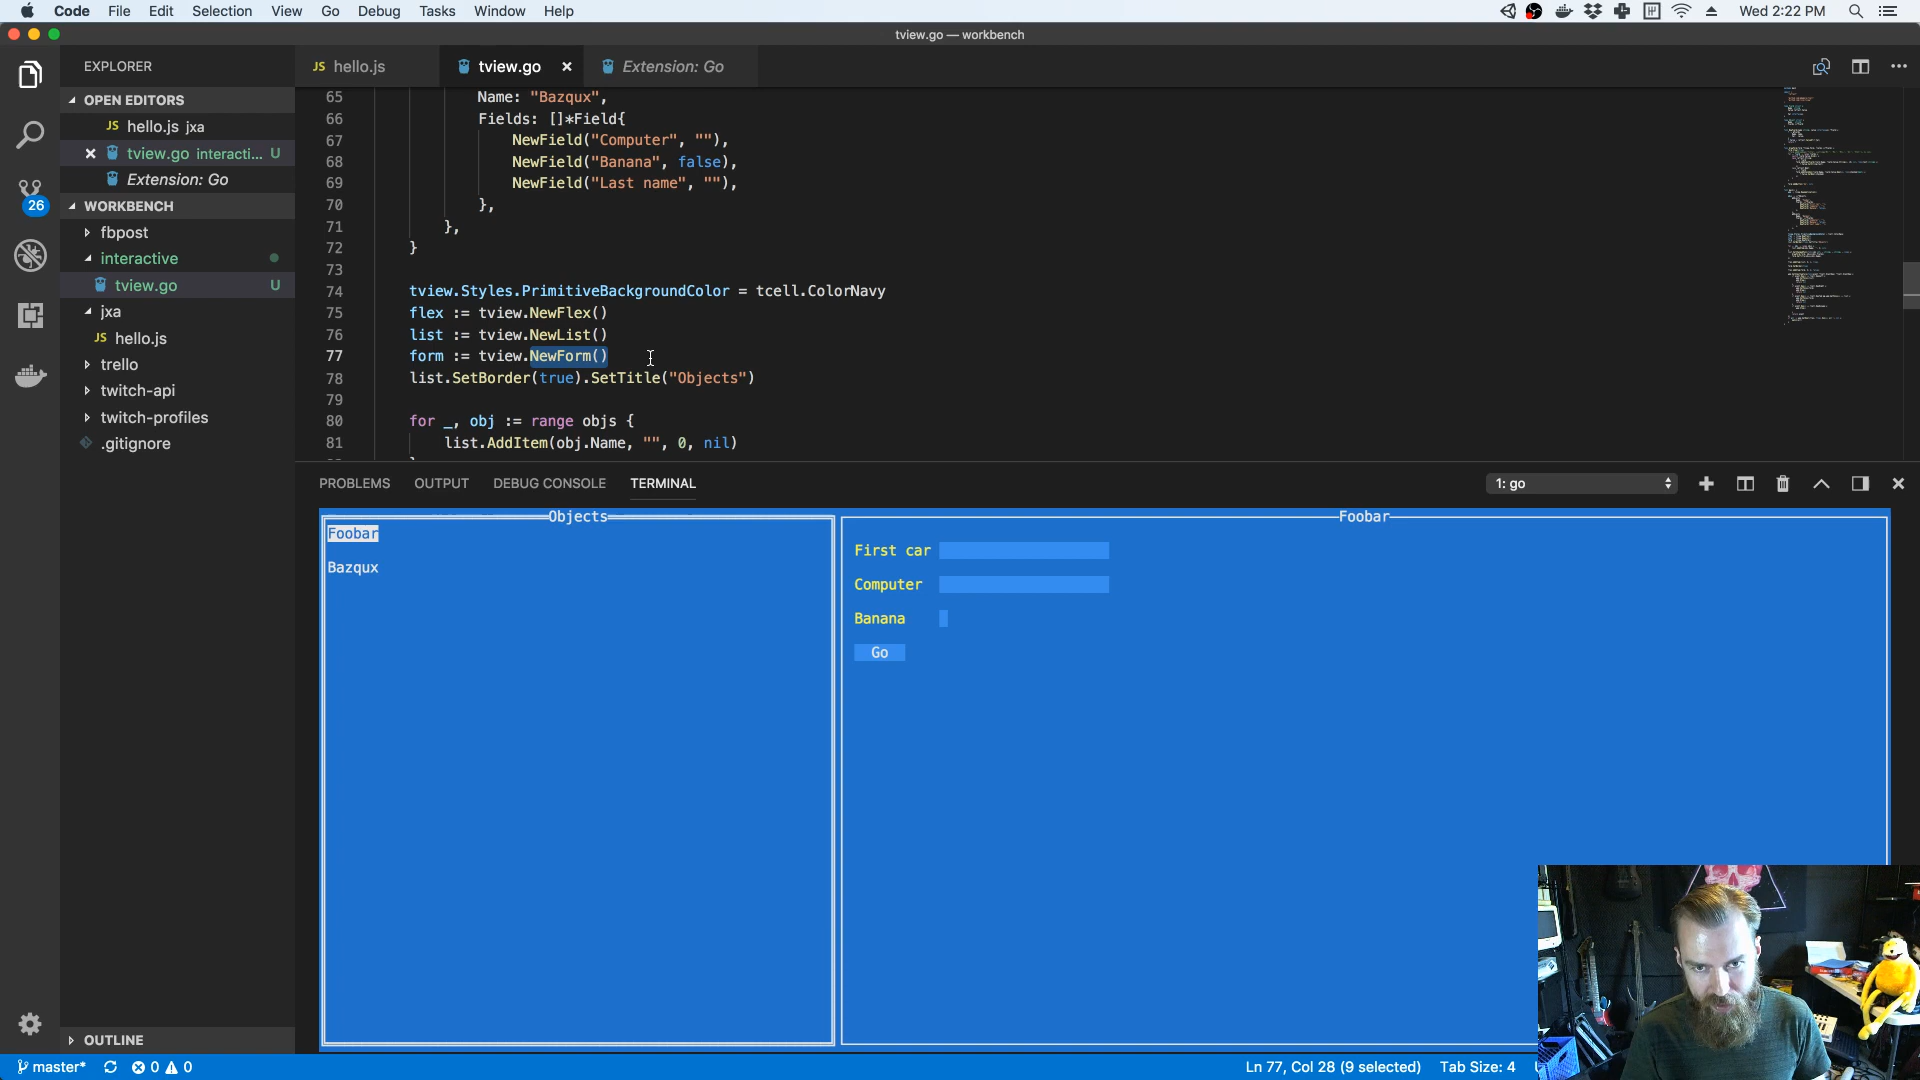 Code File Edit Selection View Go Debug Tasks Window Help
Wed 2:22 PM
tview.go — workbench
EXPLORER
JS hello.js
tview.go
Extension: Go
OPEN EDITORS
JS hello.js jxa
tview.go interacti... U
Extension: Go
26
WORKBENCH
fbpost
interactive
tview.go U
jxa
JS hello.js
trello
twitch-api
twitch-profiles
.gitignore
OUTLINE
65 Name: "Bazqux",
66 Fields: []*Field{
67 NewField("Computer", ""),
68 NewField("Banana", false),
69 NewField("Last name", ""),
70 },
71 },
72 }
73
74 tview.Styles.PrimitiveBackgroundColor = tcell.ColorNavy
75 flex := tview.NewFlex()
76 list := tview.NewList()
77 form := tview.NewForm()
78 list.SetBorder(true).SetTitle("Objects")
79
80 for _, obj := range objs {
81 list.AddItem(obj.Name, "", 0, nil)
PROBLEMS OUTPUT DEBUG CONSOLE TERMINAL
1: go
Objects
Foobar
Bazqux
Foobar
First car
Computer
Banana
Go
master* 0 0
Ln 77, Col 28 (9 selected) Tab Size: 4